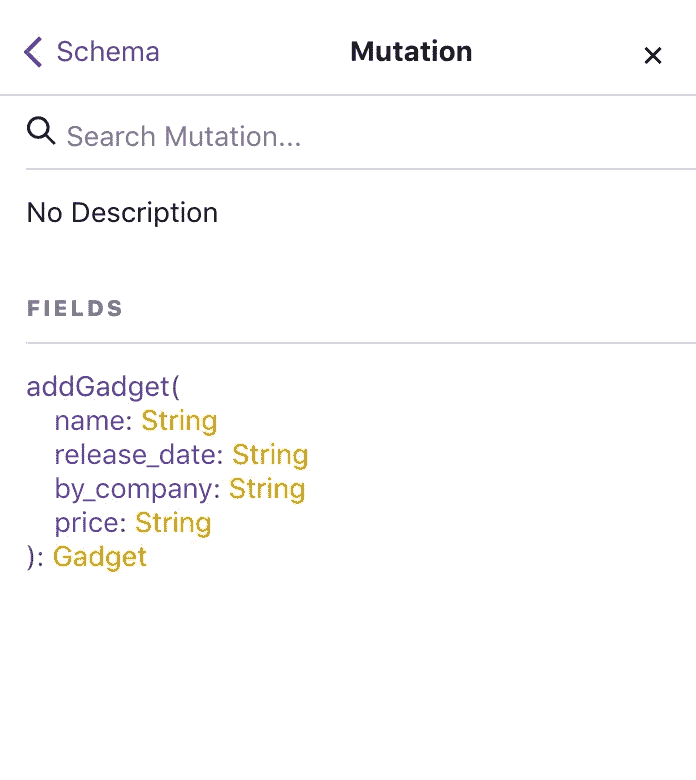 Schema
Mutation
Search Mutation...
No Description
FIELDS
addGadget(
name: String
release_date: String
by_company: String
price: String
): Gadget